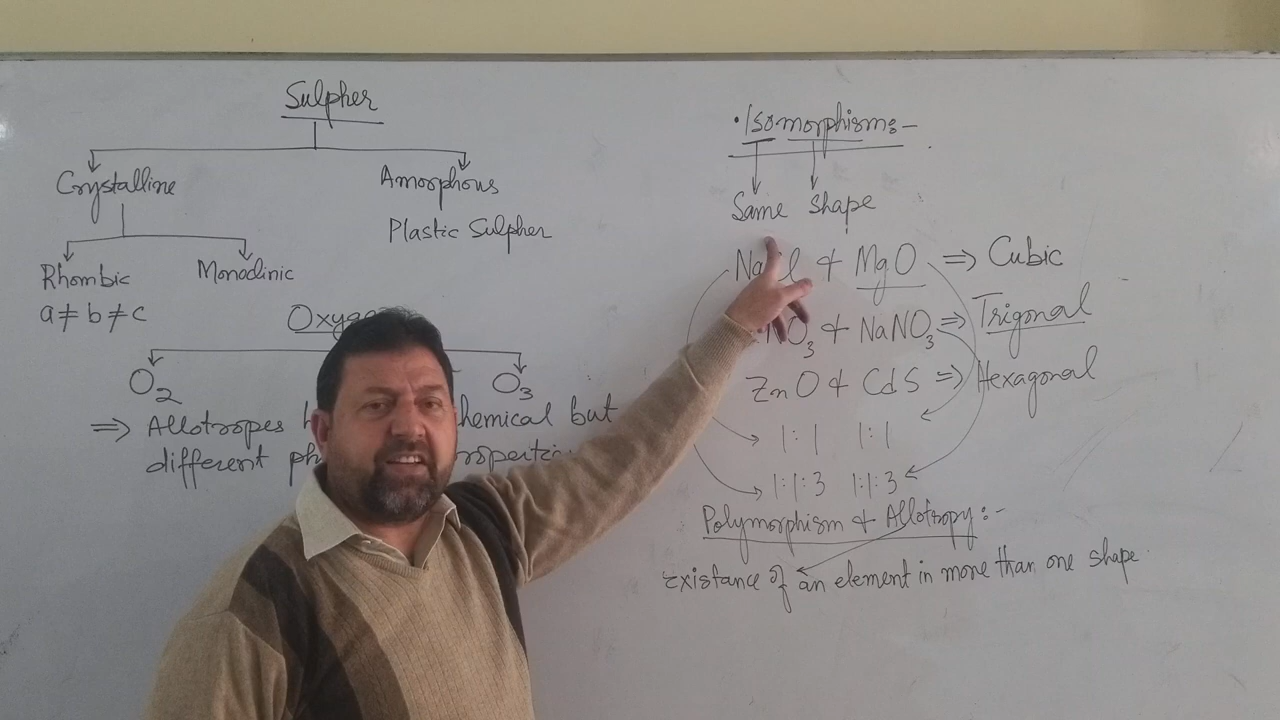 Sulpher
Crystalline
Amorphous
Plastic Sulpher
Rhombic
Monoclinic
a ≠ b ≠ c
O₂
O₃
⇒ Allotropes
but
different
• Isomorphism:-
Same shape
& MgO ⇒ Cubic
& NaNO₃ ⇒ Trigonal
ZnO & CdS ⇒ Hexagonal
1:1 1:1
1:1:3 1:1:3
Polymorphism & Allotropy:-
Existance of an element in more than one shape